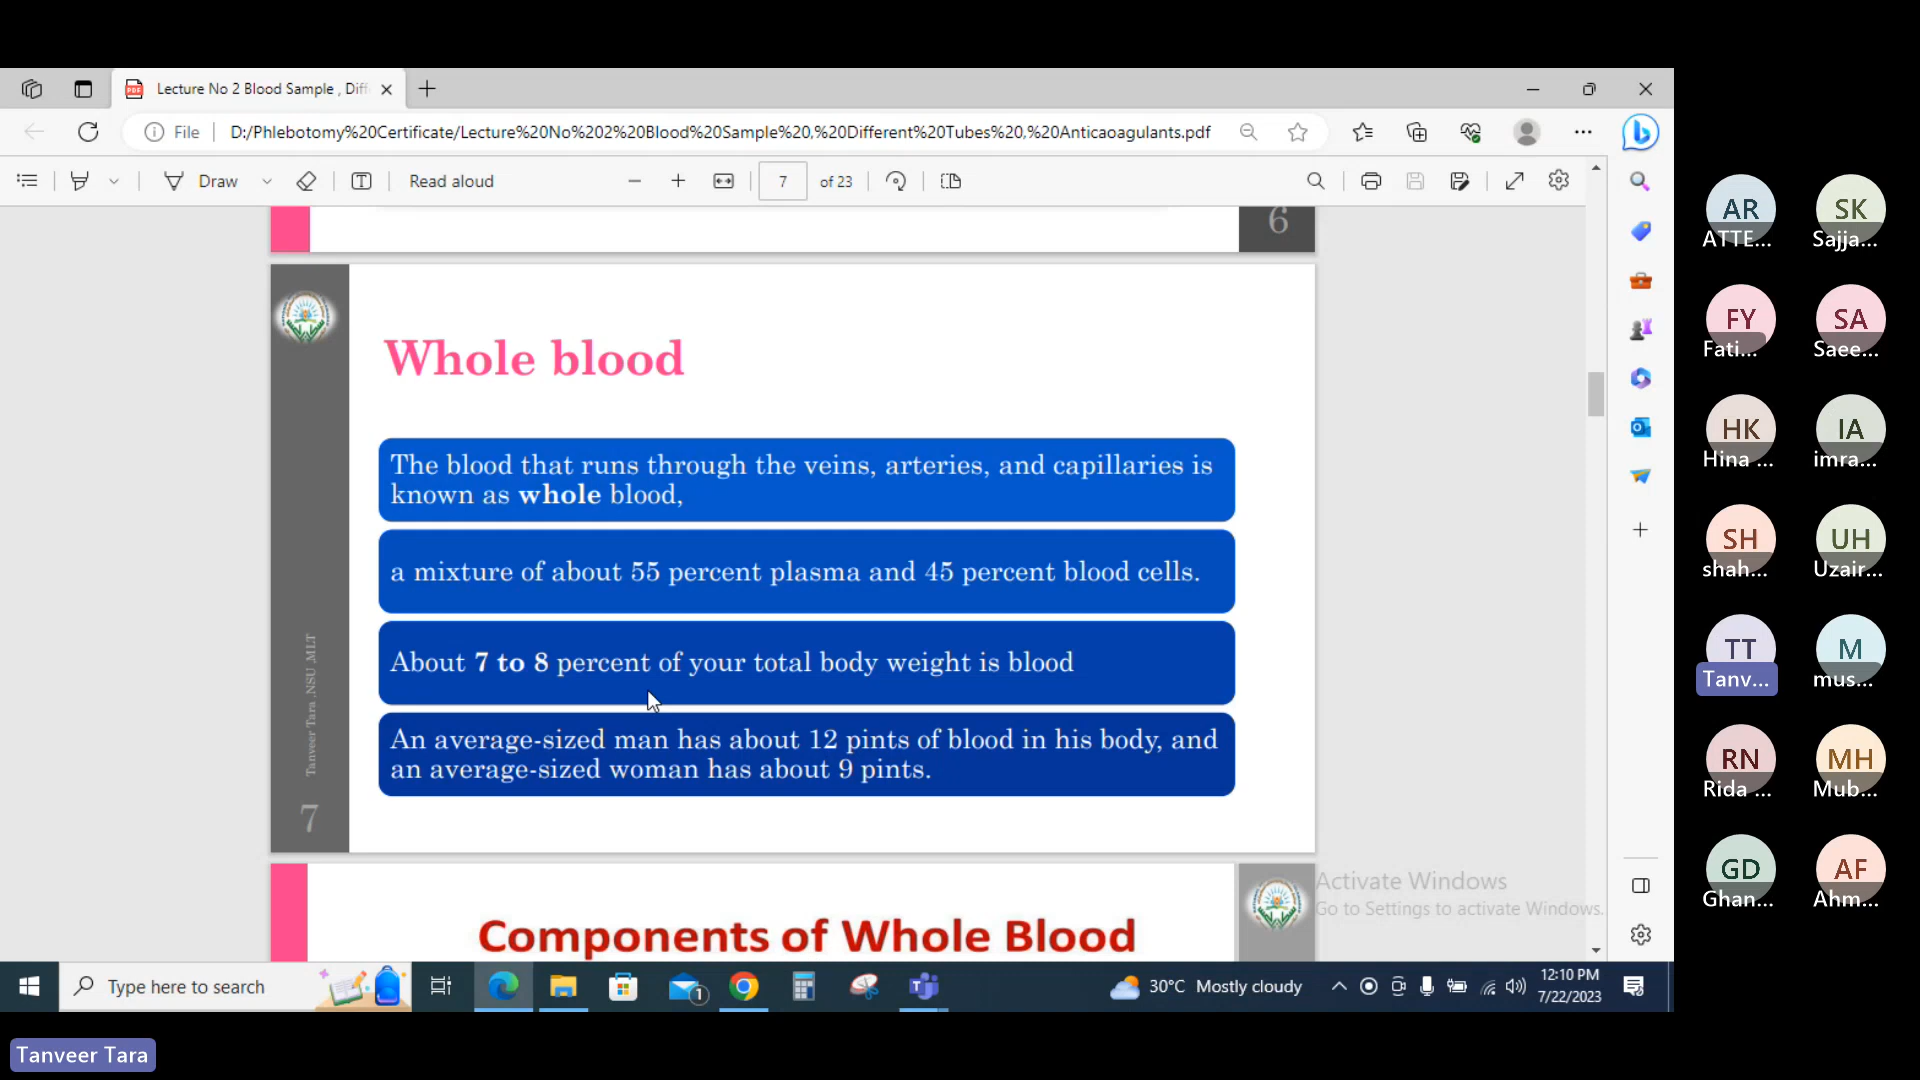 Lecture No 2 Blood Sample , Diff
File
D:/Phlebotomy%20Certificate/Lecture%20No%202%20Blood%20Sample%20,%20Different%20Tubes%20,%20Anticaoagulants.pdf
Draw
Read aloud
7
of 23
6
Whole blood
The blood that runs through the veins, arteries, and capillaries is
known as whole blood,
a mixture of about 55 percent plasma and 45 percent blood cells.
About 7 to 8 percent of your total body weight is blood
An average-sized man has about 12 pints of blood in his body, and
an average-sized woman has about 9 pints.
Tanveer Tara .NSU .MLT
7
Components of Whole Blood
Activate Windows
Go to Settings to activate Windows.
AR
ATTE...
SK
Sajja...
FY
Fati...
SA
Saee...
HK
Hina ...
IA
imra...
SH
shah...
UH
Uzair...
TT
Tanv...
M
mus...
RN
Rida ...
MH
Mub...
GD
Ghan...
AF
Ahm...
Type here to search
1
30°C Mostly cloudy
12:10 PM
7/22/2023
Tanveer Tara